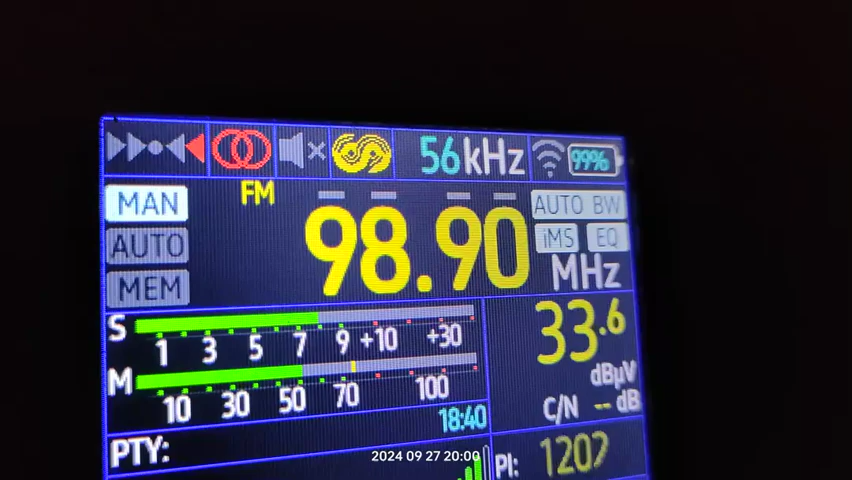 56kHz 99%
FM
MAN 98.90 AUTO BW
AUTO iMS EQ
MEM MHz
S 1 3 5 7 9 +10 +30 33.6
dBµV
M 10 30 50 70 100 C/N -- dB
18:40
PTY: PI:
2024 09 27 20:00